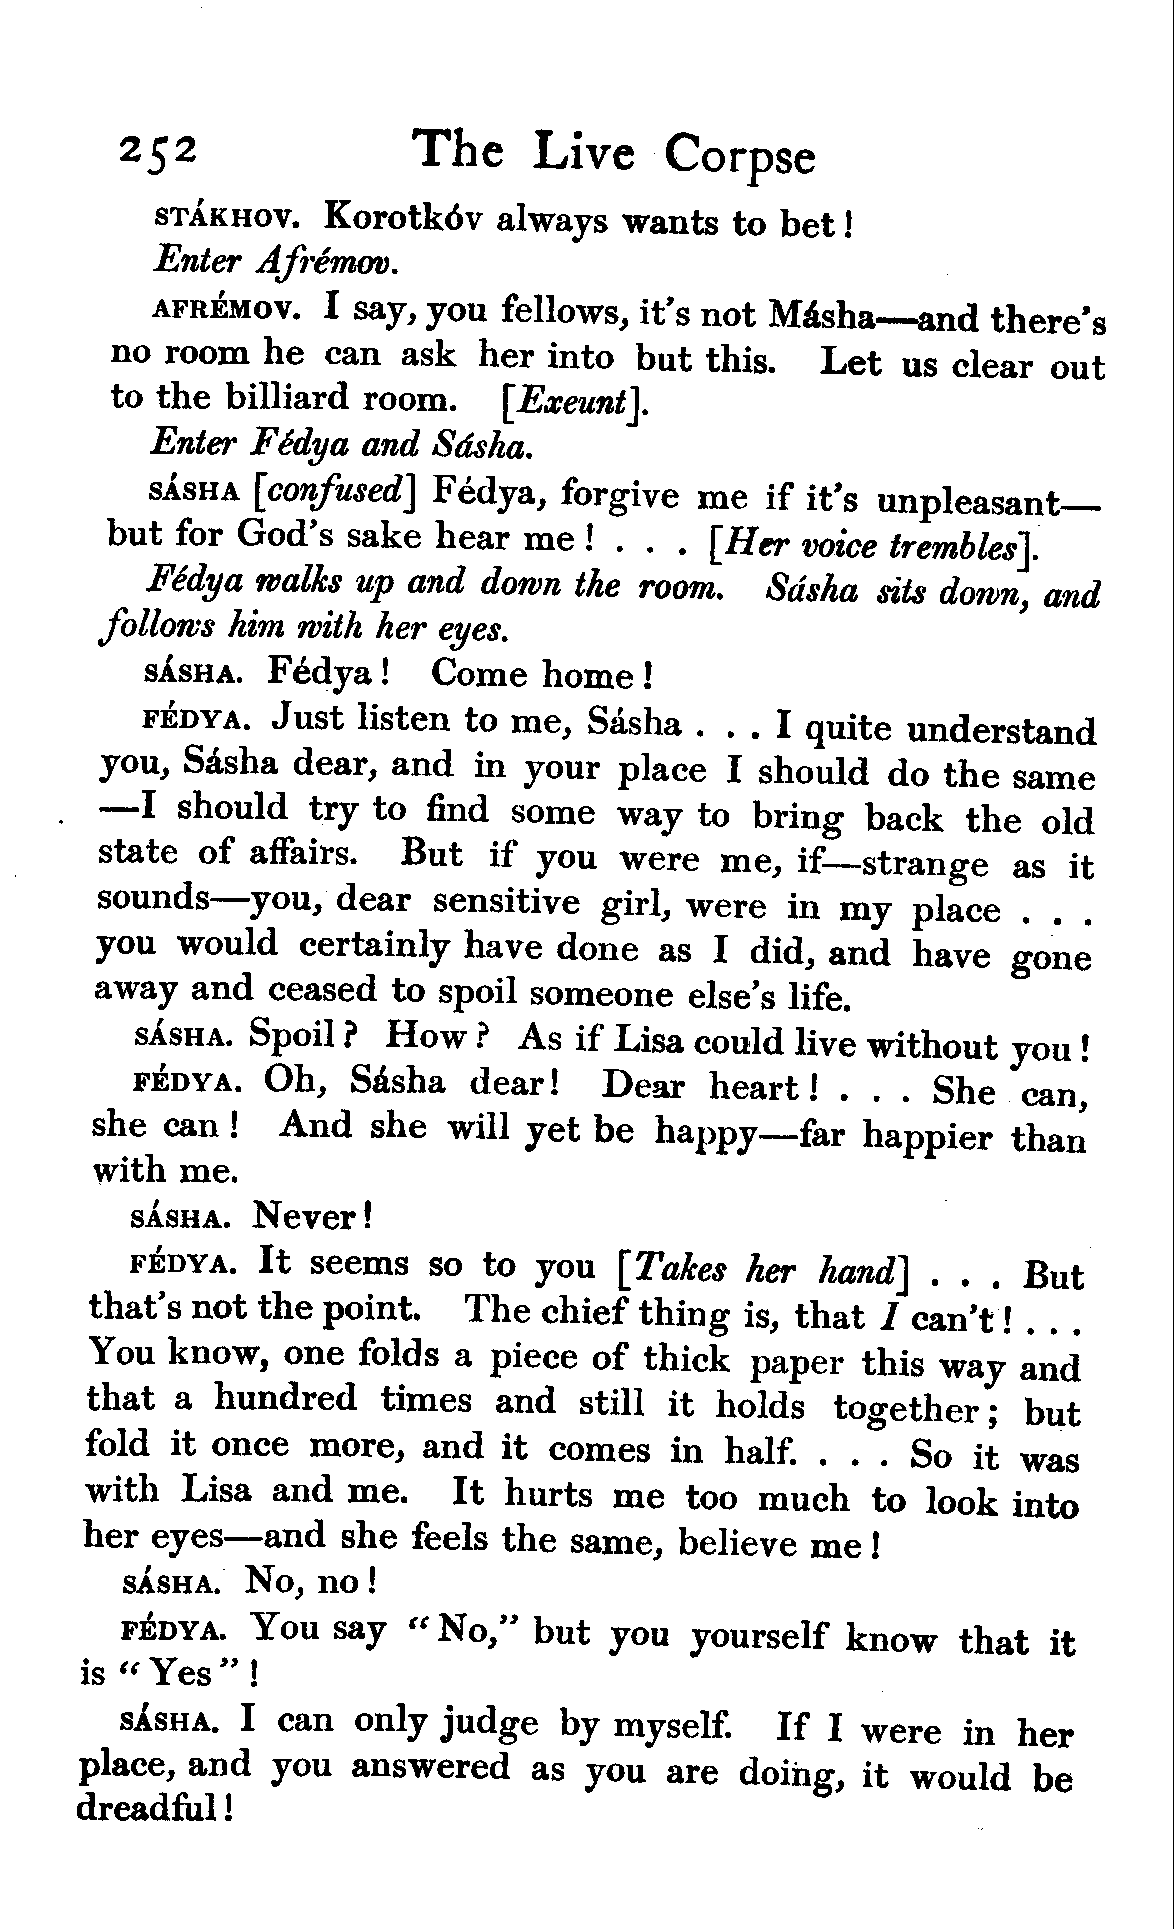 252 The Live Corpse
STÁKHOV. Korotkóv always wants to bet!
Enter Afrémov.
AFRÉMOV. I say, you fellows, it's not Másha—and there's
no room he can ask her into but this. Let us clear out
to the billiard room. [Exeunt].
Enter Fédya and Sásha.
SÁSHA [confused] Fédya, forgive me if it's unpleasant—
but for God's sake hear me! . . . [Her voice trembles].
Fédya walks up and down the room. Sásha sits down, and
follows him with her eyes.
SÁSHA. Fédya! Come home!
FÉDYA. Just listen to me, Sásha . . . I quite understand
you, Sásha dear, and in your place I should do the same
—I should try to find some way to bring back the old
state of affairs. But if you were me, if—strange as it
sounds—you, dear sensitive girl, were in my place . . .
you would certainly have done as I did, and have gone
away and ceased to spoil someone else's life.
SÁSHA. Spoil? How? As if Lisa could live without you!
FÉDYA. Oh, Sásha dear! Dear heart! . . . She can,
she can! And she will yet be happy—far happier than
with me.
SÁSHA. Never!
FÉDYA. It seems so to you [Takes her hand] . . . But
that's not the point. The chief thing is, that I can't! . . .
You know, one folds a piece of thick paper this way and
that a hundred times and still it holds together; but
fold it once more, and it comes in half. . . . So it was
with Lisa and me. It hurts me too much to look into
her eyes—and she feels the same, believe me!
SÁSHA. No, no!
FÉDYA. You say "No," but you yourself know that it
is "Yes"!
SÁSHA. I can only judge by myself. If I were in her
place, and you answered as you are doing, it would be
dreadful!